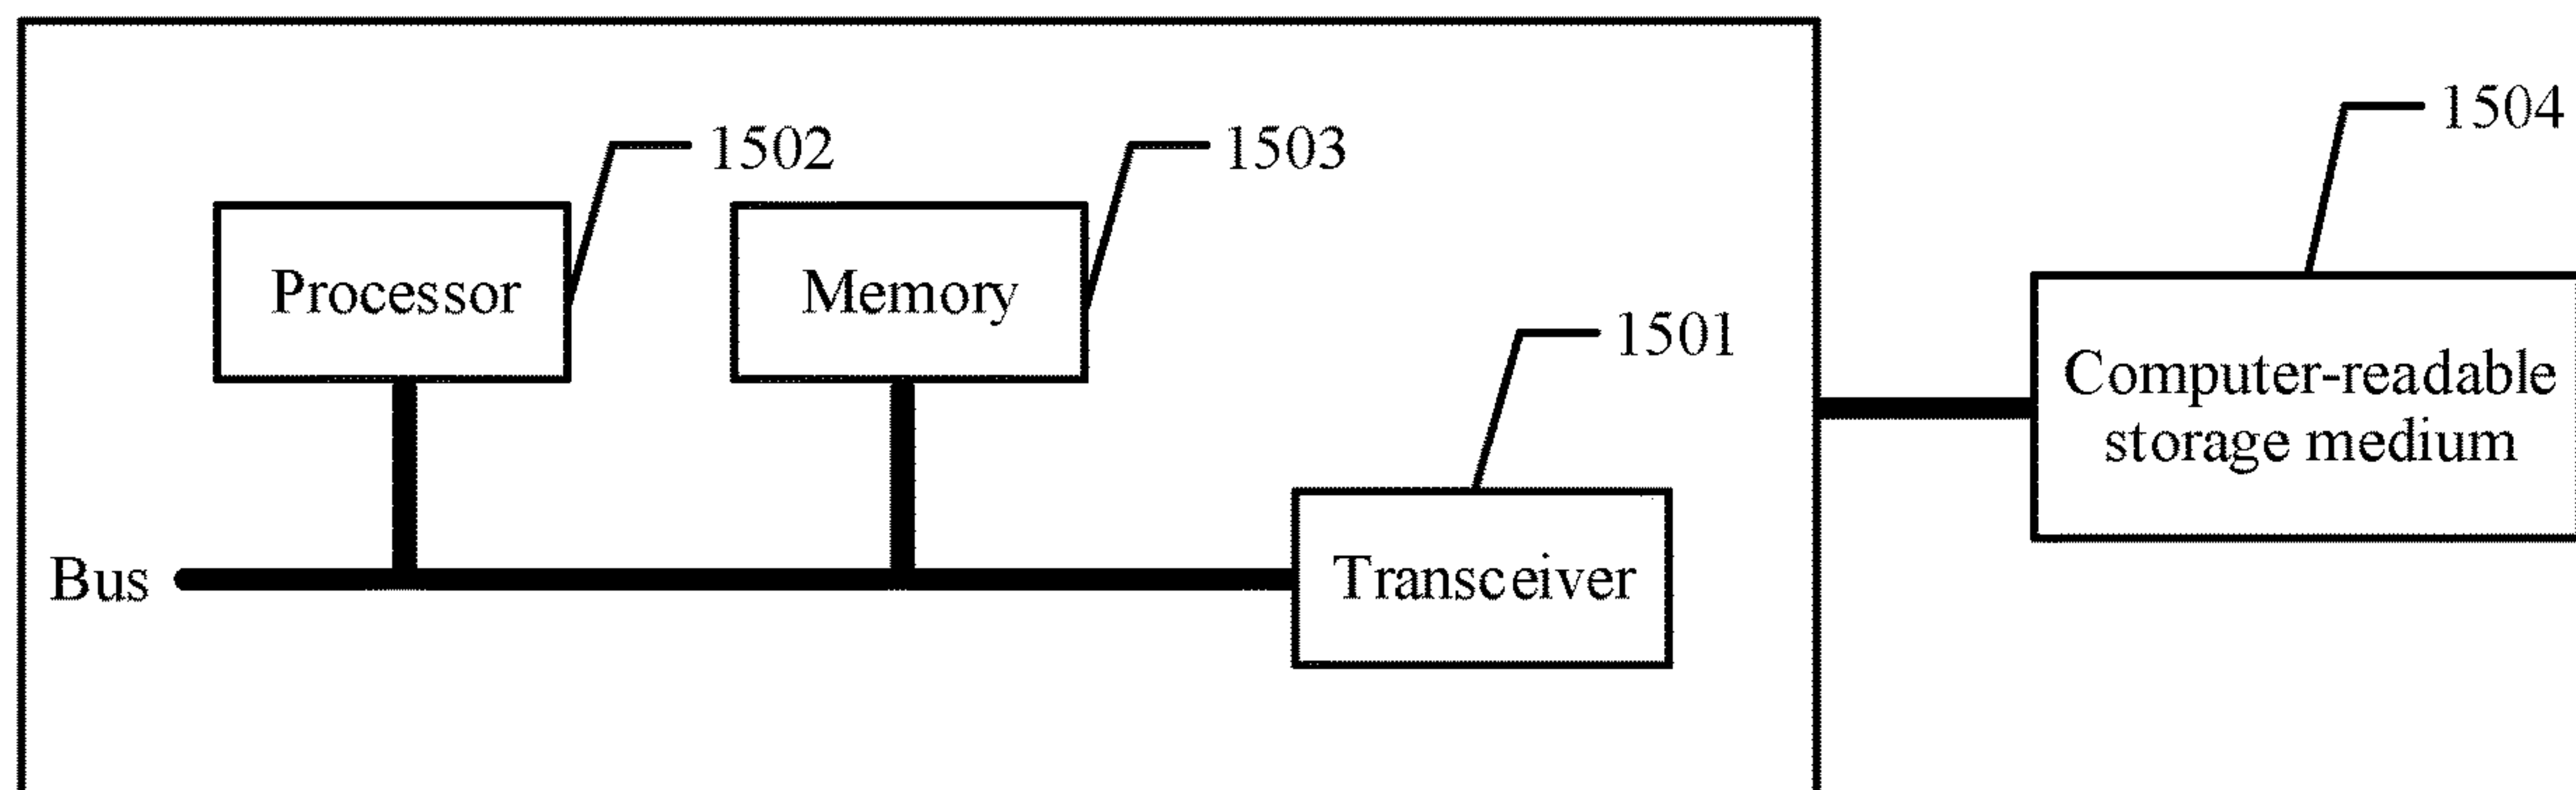 1504
1502
1503
Processor
Memory
1501
Computer-readable
storage medium
Bus
Transceiver